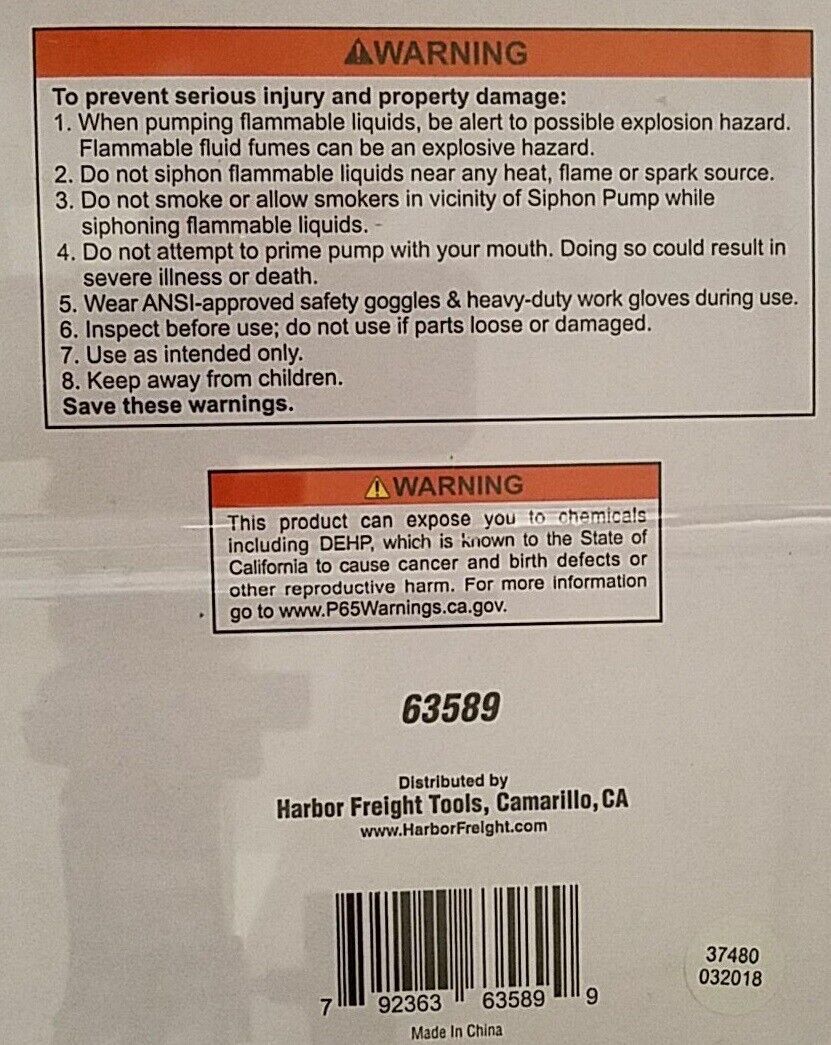 ⚠WARNING
To prevent serious injury and property damage:
1. When pumping flammable liquids, be alert to possible explosion hazard.
Flammable fluid fumes can be an explosive hazard.
2. Do not siphon flammable liquids near any heat, flame or spark source.
3. Do not smoke or allow smokers in vicinity of Siphon Pump while
siphoning flammable liquids.
4. Do not attempt to prime pump with your mouth. Doing so could result in
severe illness or death.
5. Wear ANSI-approved safety goggles & heavy-duty work gloves during use.
6. Inspect before use; do not use if parts loose or damaged.
7. Use as intended only.
8. Keep away from children.
Save these warnings.
⚠WARNING
This product can expose you to chemicals
including DEHP, which is known to the State of
California to cause cancer and birth defects or
other reproductive harm. For more information
go to www.P65Warnings.ca.gov.
63589
Distributed by
Harbor Freight Tools, Camarillo, CA
www.HarborFreight.com
7 92363 63589 9
Made In China
37480
032018